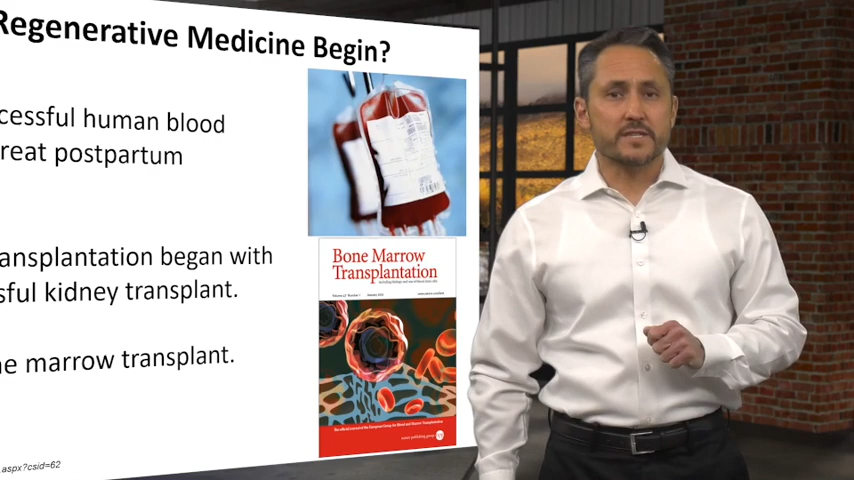 Regenerative Medicine Begin?
cessful human blood
reat postpartum
ansplantation began with
sful kidney transplant.
ne marrow transplant.
Bone Marrow
Transplantation
.aspx?csid=62